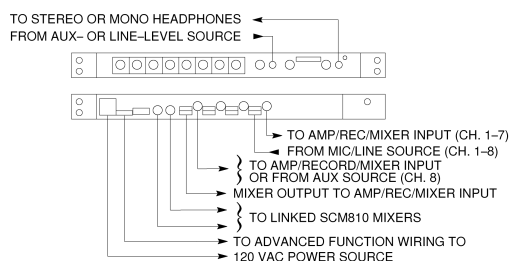 TO STEREO OR MONO HEADPHONES
FROM AUX– OR LINE–LEVEL SOURCE
TO AMP/REC/MIXER INPUT (CH. 1–7)
FROM MIC/LINE SOURCE (CH. 1–8)
TO AMP/RECORD/MIXER INPUT
OR FROM AUX SOURCE (CH. 8)
MIXER OUTPUT TO AMP/REC/MIXER INPUT
TO LINKED SCM810 MIXERS
TO ADVANCED FUNCTION WIRING TO
120 VAC POWER SOURCE